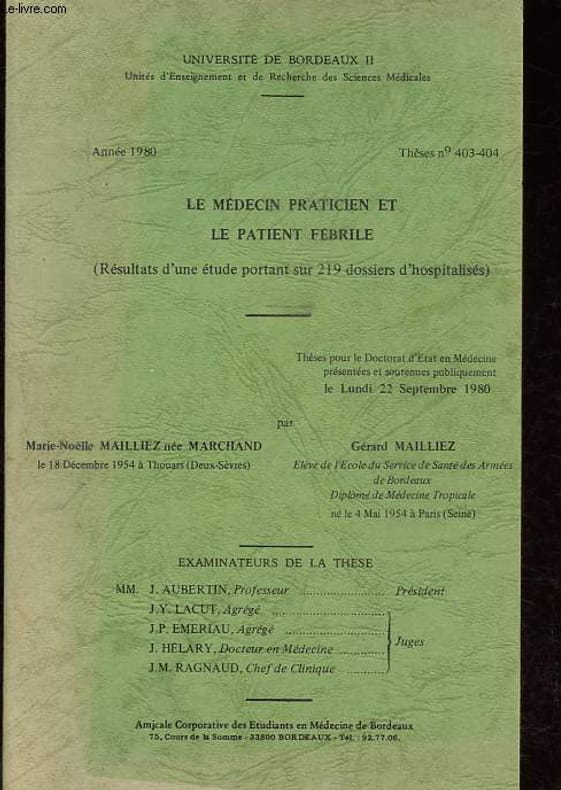 le-livre.com
UNIVERSITÉ DE BORDEAUX II
Unités d'Enseignement et de Recherche des Sciences Médicales
Année 1980
Thèses nº 403-404
LE MÉDECIN PRATICIEN ET
LE PATIENT FÉBRILE
(Résultats d'une étude portant sur 219 dossiers d'hospitalisés)
Thèses pour le Doctorat d'Etat en Médecine
présentées et soutenues publiquement
le Lundi 22 Septembre 1980
par
Marie-Noëlle MAILLIEZ née MARCHAND
le 18 Décembre 1954 à Thouars (Deux-Sèvres)
Gérard MAILLIEZ
Elève de l'Ecole du Service de Santé des Armées
de Bordeaux
Diplômé de Médecine Tropicale
né le 4 Mai 1954 à Paris (Seine)
EXAMINATEURS DE LA THESE
MM. J. AUBERTIN, Professeur ........................ Président
J.Y. LACUT, Agrégé ................................
J.P. EMERIAU, Agrégé ............................
J. HÉLARY, Docteur en Médecine ............
J.M. RAGNAUD, Chef de Clinique ............
Juges
Amicale Corporative des Etudiants en Médecine de Bordeaux
75, Cours de la Somme - 33800 BORDEAUX - Tél. : 92.77.06.